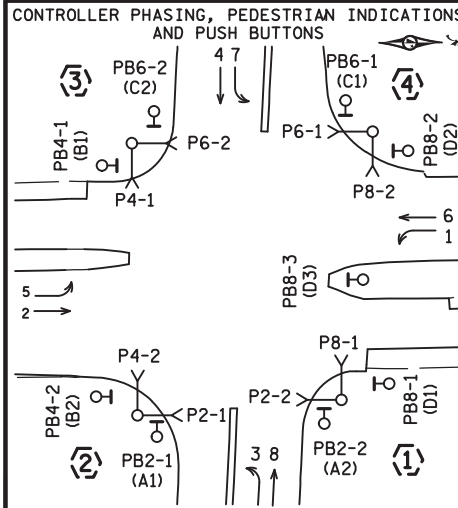 CONTROLLER PHASING, PEDESTRIAN INDICATIONS
AND PUSH BUTTONS
3
PB6-2
(C2)
4 7
PB6-1
(C1)
4
PB4-1
(B1)
P6-2
P6-1
PB8-2
(D2)
P4-1
P8-2
6
1
PB8-3
(D3)
5
2
P4-2
P8-1
PB4-2
(B2)
P2-1
P2-2
PB8-1
(D1)
2
PB2-1
(A1)
3 8
PB2-2
(A2)
1